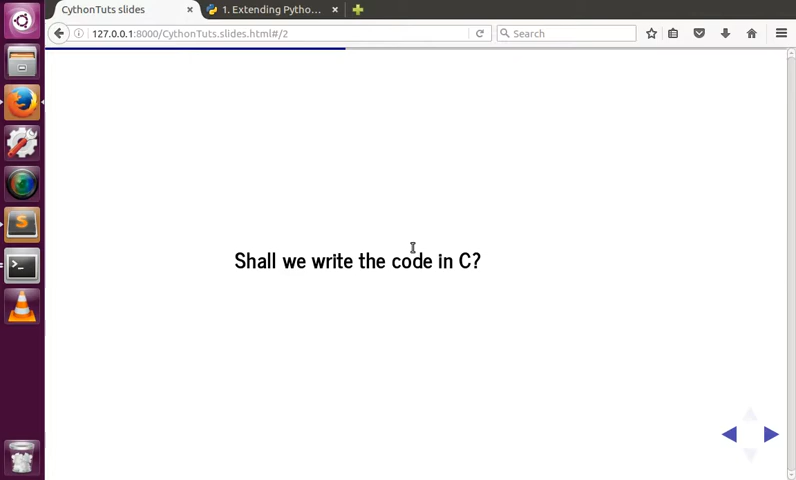 CythonTuts slides
1. Extending Pytho...
127.0.0.1:8000/CythonTuts.slides.html#/2
Search
Shall we write the code in C?